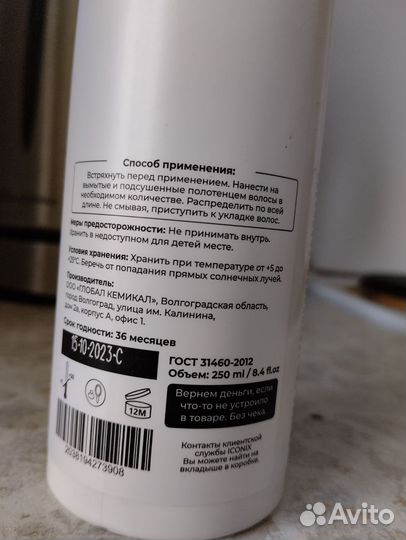 Способ применения:
Встряхнуть перед применением. Нанести на
вымытые и подсушенные полотенцем волосы в
необходимом количестве. Распределить по всей
длине. Не смывая, приступить к укладке волос.
Меры предосторожности: Не принимать внутрь.
Хранить в недоступном для детей месте.
Условия хранения: Хранить при температуре от +5 до
+25°C. Беречь от попадания прямых солнечных лучей.
Производитель:
ООО «ГЛОБАЛ КЕМИКАЛ», Волгоградская область,
город Волгоград, улица им. Калинина,
дом 2а, корпус А, офис 1.
Срок годности: 36 месяцев
15-10-2023-C
ГОСТ 31460-2012
Объем: 250 ml / 8.4 fl.oz
Вернем деньги, если
что-то не устроило
в товаре. Без чека.
12M
Контакты клиентской
службы ICONIX
Вы можете найти на
вкладыше в коробке.
2038194273908
Avito